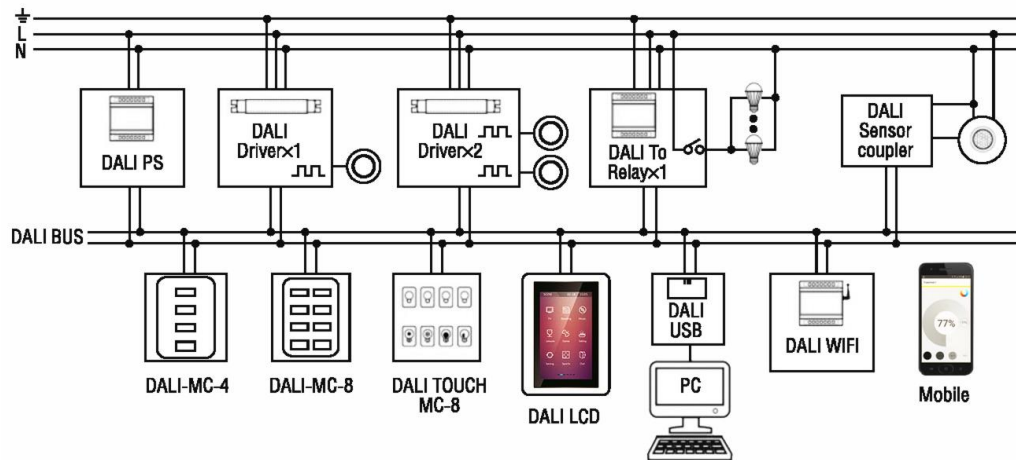 L
N
DALI PS
DALI
Driver×1
DALI
Driver×2
DALI To
Relay×1
DALI
Sensor
coupler
DALI BUS
DALI-MC-4
DALI-MC-8
DALI TOUCH
MC-8
DALI LCD
DALI
USB
PC
DALI WIFI
77%
Mobile